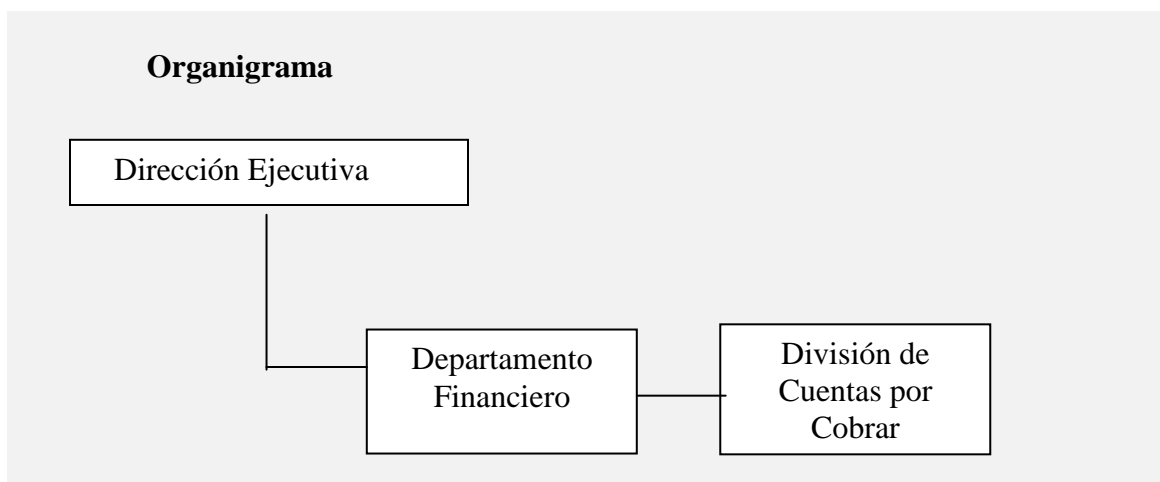 Organigrama
Dirección Ejecutiva
Departamento
Financiero
División de
Cuentas por
Cobrar